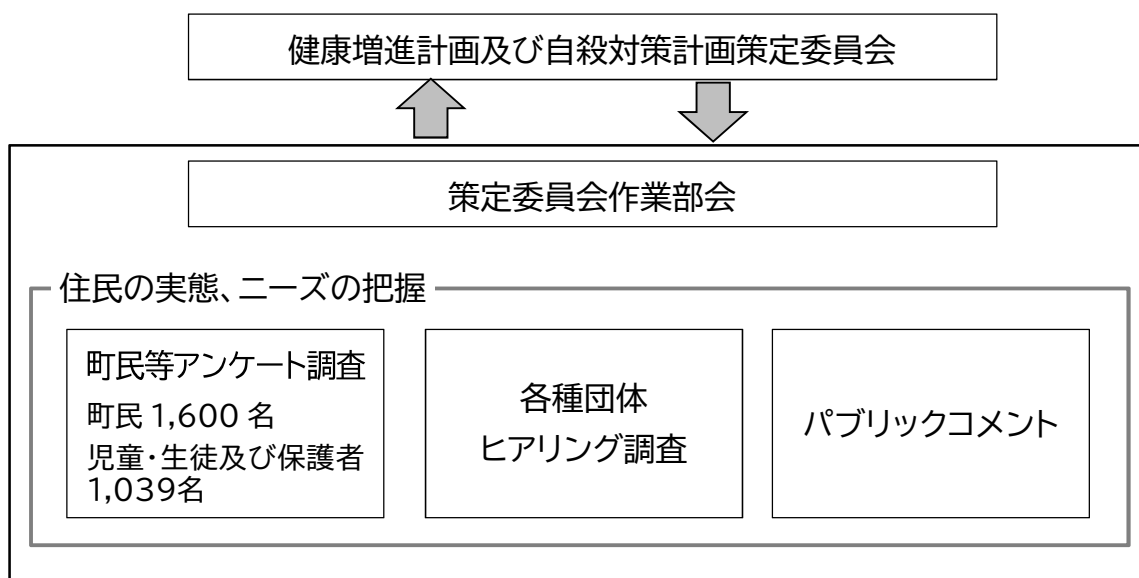 健康増進計画及び自殺対策計画策定委員会
策定委員会作業部会
住民の実態、ニーズの把握
町民等アンケート調査
町民 1,600 名
児童・生徒及び保護者
1,039名
各種団体
ヒアリング調査
パブリックコメント